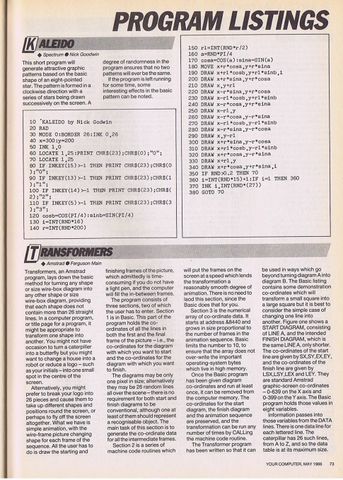 PROGRAM LISTINGS
KALEIDO
● Spectrum ● Nick Goodwin
This short program will
generate attractive graphic
patterns based on the basic
shape of an eight-pointed
star. The pattern is formed in a
clockwise direction with a
series of stars being drawn
successively on the screen. A
degree of randomness in the
program ensures that no two
patterns will ever be the same.
If the program is left running
for some time, some
interesting effects in the basic
pattern can be noted.
10 'KALEIDO by Nick Godwin
20 RAD
30 MODE 0:BORDER 26:INK 0,26
40 x=300:y=200
50 INK 1,0
60 LOCATE 1,25:PRINT CHR$(23);CHR$(0);"0";
70 LOCATE 1,25
80 IF INKEY(15)>-1 THEN PRINT CHR$(23);CHR$(0
);"0";
90 IF INKEY(13)>-1 THEN PRINT CHR$(23);CHR$(1
);"1";
100 IF INKEY(14)>-1 THEN PRINT CHR$(23);CHR$(
2);"2";
110 IF INKEY(5)>-1 THEN PRINT CHR$(23);CHR$(3
);"3";
120 cosb=COS(PI/4):sinb=SIN(PI/4)
130 i=INT(RND*16)
140 r=INT(RND*200)
150 r1=INT(RND*r/2)
160 a=RND*PI/4
170 cosa=COS(a):sina=SIN(a)
180 MOVE x+r*cosa,y+r*sina
190 DRAW x+r1*cosb,y+r1*sinb,i
200 DRAW x+r*sina,y+r*cosa
210 DRAW x,y+r1
220 DRAW x-r*sina,y+r*cosa
230 DRAW x-r1*cosb,y+r1*sinb
240 DRAW x-r*cosa,y+r*sina
250 DRAW x-r1,y
260 DRAW x-r*cosa,y-r*sina
270 DRAW x-r1*cosb,y-r1*sinb
280 DRAW x-r*sina,y-r*cosa
290 DRAW x,y-r1
300 DRAW x+r*sina,y-r*cosa
310 DRAW x+r1*cosb,y-r1*sinb
320 DRAW x+r*cosa,y-r*sina
330 DRAW x+r1,y
340 DRAW x+r*cosa,y+r*sina,i
350 IF RND>0.2 THEN 70
360 i=INT(RND*15)+1:IF i=1 THEN 360
370 INK i,INT(RND*(27))
380 GOTO 70
TRANSFORMERS
● Amstrad ● Ferguson Milo
Transformers, an Amstrad
program, lays down the basic
method for turning any shape
or size wire-box diagram into
any other shape or size
wire-box diagram, providing
that each shape does not
contain more than 26 straight
lines. In a computer program,
or title page for a program, it
might be appropriate to
transform one shape into
another. You might not have
occasion to turn a caterpillar
into a butterfly but you might
want to change a house into a
robot or reduce a logo – such
as your initials – into one small
spot in the centre of the
screen.
Alternatively, you might
prefer to break your logo into
26 pieces and cause them to
take up different shapes and
positions round the screen, or
perhaps to fly off the screen
altogether. What we have is
simple animation, with the
wire-frame picture changing
shape for each frame of the
sequence. All the user has to
do is draw the starting and
finishing frames of the picture,
which admittedly is time-
consuming if you do not have
a light pen, and the computer
will fill the in-between frames.
The program consists of
three sections, two of which
the user has to enter. Section
1 is in Basic. This part of the
program holds the co-
ordinates of all the lines in
both the first and the final
frame of the picture – i.e., the
co-ordinates for the diagram
with which you want to start
and the co-ordinates for the
diagram with which you want
to finish.
The diagrams may be only
one pixel in size; alternatively
they may be 26 random lines
all over the screen – there is no
requirement for both start and
finish diagrams to be
conventional, although one at
least of them should represent
a recognisable object. The
main task of this section is to
generate the co-ordinate data
for all the intermediate frames.
Section 2 is a series of
machine code routines which
will put the frames on the
screen at a speed which lends
the transformation a
reasonably smooth degree of
animation. There is no need to
laod this section, since the
Basic does that for you.
Section 3 is the numerical
array of co-ordinate data. It
starts at address 8400 and
grows in size proportional to
the number of frames in the
animation sequence. Basic
limits the number to 10, to
ensure that the array does not
over-write the important
operating system routines
which live in high memory.
Once the Basic program
has been given diagram
co-ordinates and run at least
once, it can be deleted from
the computer memory. The
co-ordinates for the start
diagram, the finish diagram
and the animation sequence
are preserved, and the
transformation can be run any
number of times by CALLing
the machine code routine.
The Transformer program
has been written so that it can
be used in ways which go
beyond turning diagram A into
diagram B. The Basic listing
contains some demonstration
co-ordinates which will
transform a small square into
a large square but it is best to
consider the simple case of
changing one line into
another. Figure one shows a
START DIAGRAM, consisting
of LINE A, and the intended
FINISH DIAGRAM, which is
the same LINE A, only shorter.
The co-ordinates of the start
line are given by SX,SY,EX,EY,
and the co-ordinates of the
finish line are given by
LSX,LSY,LEX and LEY. They
are standard Amstrad
graphic-screen co-ordinates
– 0-639 on the X axis and
0-399 on the Y axis. The Basic
program holds those values in
eight variables.
Information passes into
those variables from the DATA
lines. There is one data line for
each lettered line. The
caterpillar has 26 such lines,
from A to Z, and so the data
table is at its maximum size.
YOUR COMPUTER, MAY 1986 73